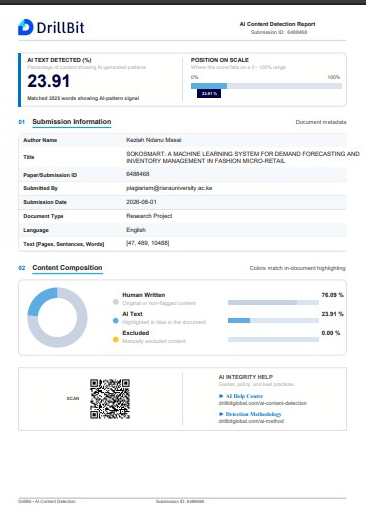 DrillBit
AI Content Detection Report
Submission ID: 6488468
AI TEXT DETECTED (%)
Percentage of content showing AI-generated patterns
23.91
Matched 2525 words showing AI-pattern signal
POSITION ON SCALE
Where this score falls on a 0 - 100% range
0% 100%
23.91 %
01 Submission Information
Document metadata
Author Name Keziah Ndanu Masai
Title SOKOSMART: A MACHINE LEARNING SYSTEM FOR DEMAND FORECASTING AND
INVENTORY MANAGEMENT IN FASHION MICRO-RETAIL
Paper/Submission ID 6488468
Submitted By plagiarism@riarauniversity.ac.ke
Submission Date 2026-08-01
Document Type Research Project
Language English
Text [Pages, Sentences, Words] [47, 489, 10468]
02 Content Composition
Colors match in-document highlighting
Human Written 76.09 %
Original or non-flagged content
AI Text 23.91 %
Highlighted in blue in the document
Excluded 0.00 %
Manually excluded content
SCAN
AI INTEGRITY HELP
Guides, policy, and best practices.
► AI Help Centre
drillbitglobal.com/ai-content-detection
► Detection Methodology
drillbitglobal.com/ai-method
DrillBit • AI Content Detection
Submission ID: 6488468